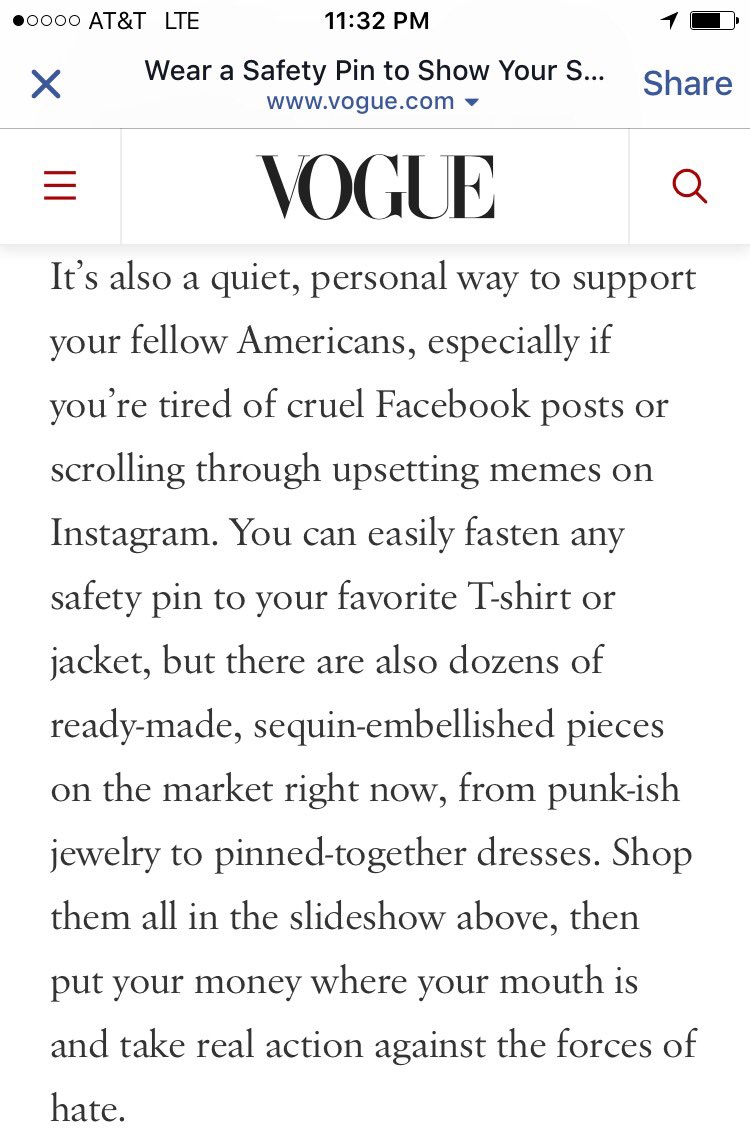 AT&T LTE 11:32 PM
Wear a Safety Pin to Show Your S...
www.vogue.com
Share
VOGUE
It’s also a quiet, personal way to support
your fellow Americans, especially if
you’re tired of cruel Facebook posts or
scrolling through upsetting memes on
Instagram. You can easily fasten any
safety pin to your favorite T-shirt or
jacket, but there are also dozens of
ready-made, sequin-embellished pieces
on the market right now, from punk-ish
jewelry to pinned-together dresses. Shop
them all in the slideshow above, then
put your money where your mouth is
and take real action against the forces of
hate.